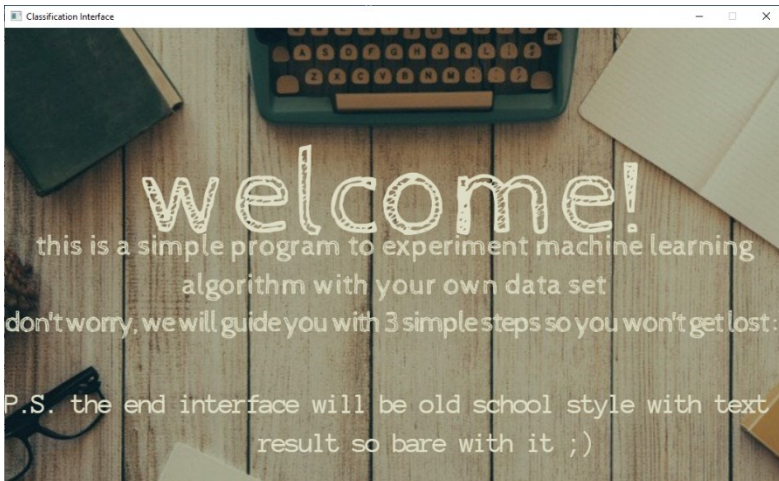 Classification Interface
A S D F G H J K L
Z X C V B N M
welcome!
this is a simple program to experiment machine learning
algorithm with your own data set
don't worry, we will guide you with 3 simple steps so you won't get lost :
P.S. the end interface will be old school style with text
result so bare with it ;)